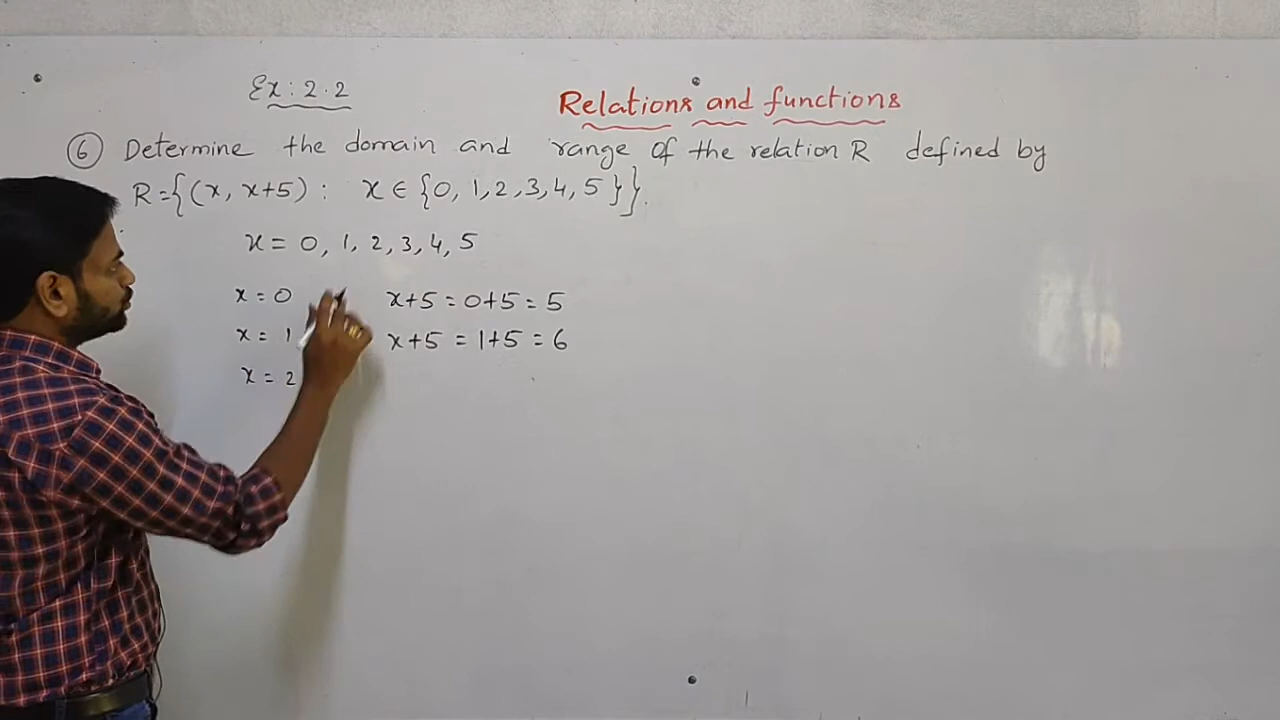 Ex: 2.2
Relations and functions
6 Determine the domain and range of the relation R defined by
R={(x, x+5): x ∈ {0, 1, 2, 3, 4, 5}}.
x = 0, 1, 2, 3, 4, 5
x = 0 x+5 = 0+5 = 5
x = 1 x+5 = 1+5 = 6
x = 2